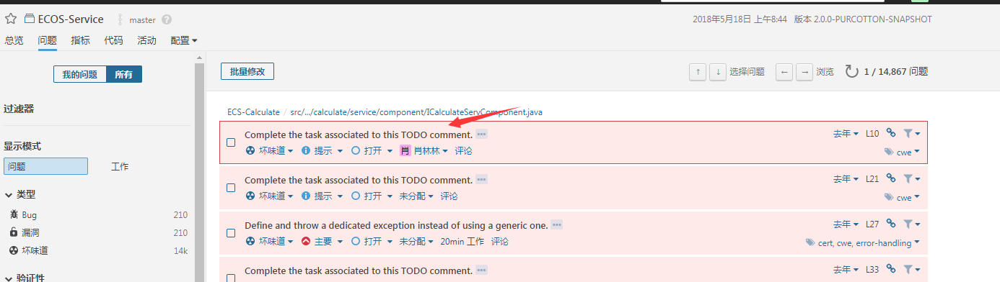 ECOS-Service master ? 2018年5月18日 上午8:44 版本 2.0.0-PURCOTTON-SNAPSHOT
总览 问题 指标 代码 活动 配置
我的问题 所有
批量修改 ↑ ↓ 选择问题 ← → 浏览 1 / 14,867 问题
过滤器
ECS-Calculate / src/.../calculate/service/component/ICalculateServComponent.java
Complete the task associated to this TODO comment. 去年 L10
坏味道 提示 打开 肖 肖林林 评论 cwe
显示模式
问题 工作
Complete the task associated to this TODO comment. 去年 L21
坏味道 提示 打开 未分配 评论 cwe
类型
Bug 210
漏洞 210
坏味道 14k
Define and throw a dedicated exception instead of using a generic one. 去年 L27
坏味道 主要 打开 未分配 20min 工作 评论 cert, cwe, error-handling
Complete the task associated to this TODO comment. 去年 L33
验证性